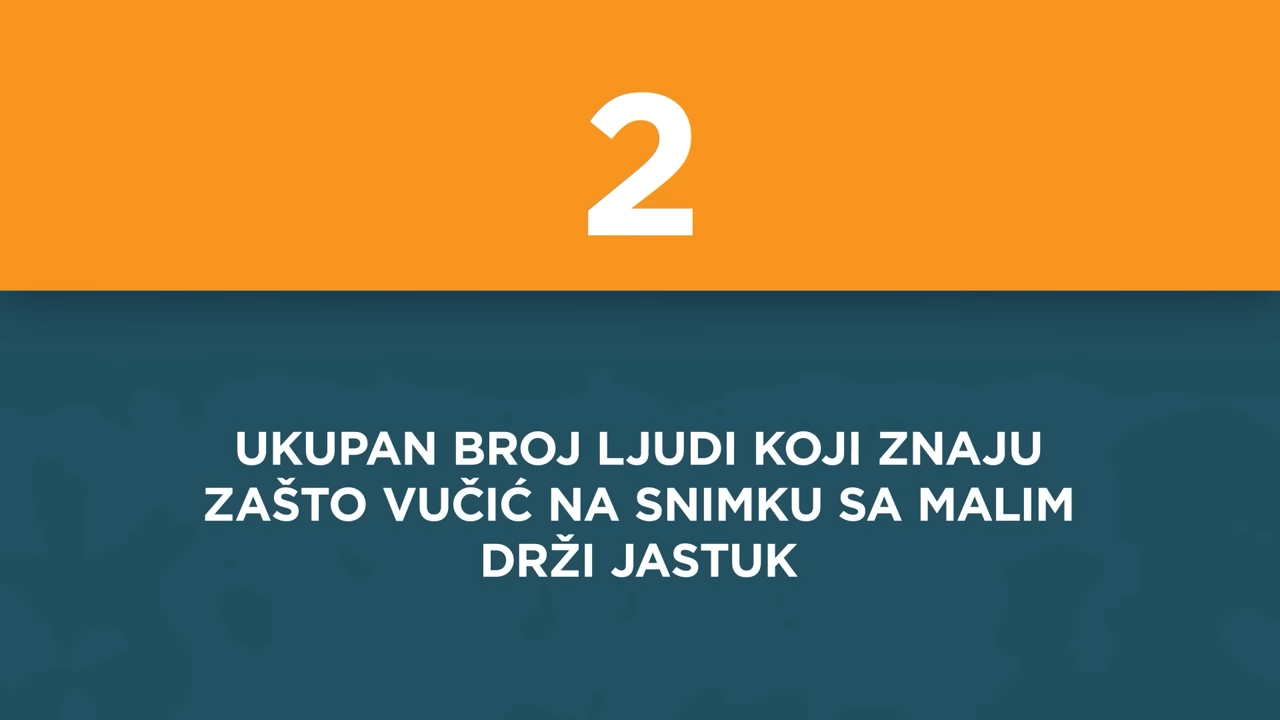 2
UKUPAN BROJ LJUDI KOJI ZNAJU
ZAŠTO VUČIĆ NA SNIMKU SA MALIM
DRŽI JASTUK